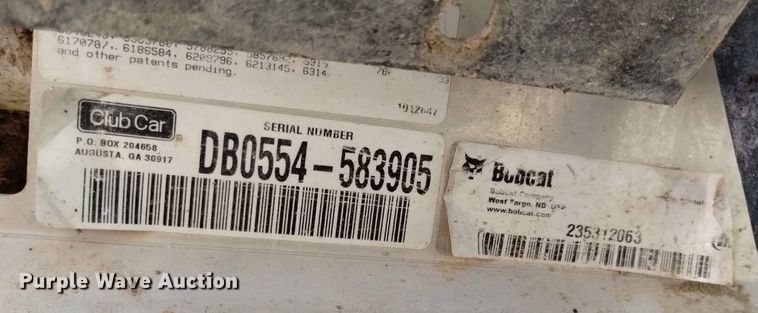 6170787, 6186584, 6209796, 6213145, 6314
and other patents pending.
1012647
Club Car
P.O. BOX 204658
AUGUSTA, GA 30917
SERIAL NUMBER
DB0554-583905
Bobcat
Bobcat Company
West Fargo, ND USA
www.bobcat.com
235312063
Purple Wave Auction